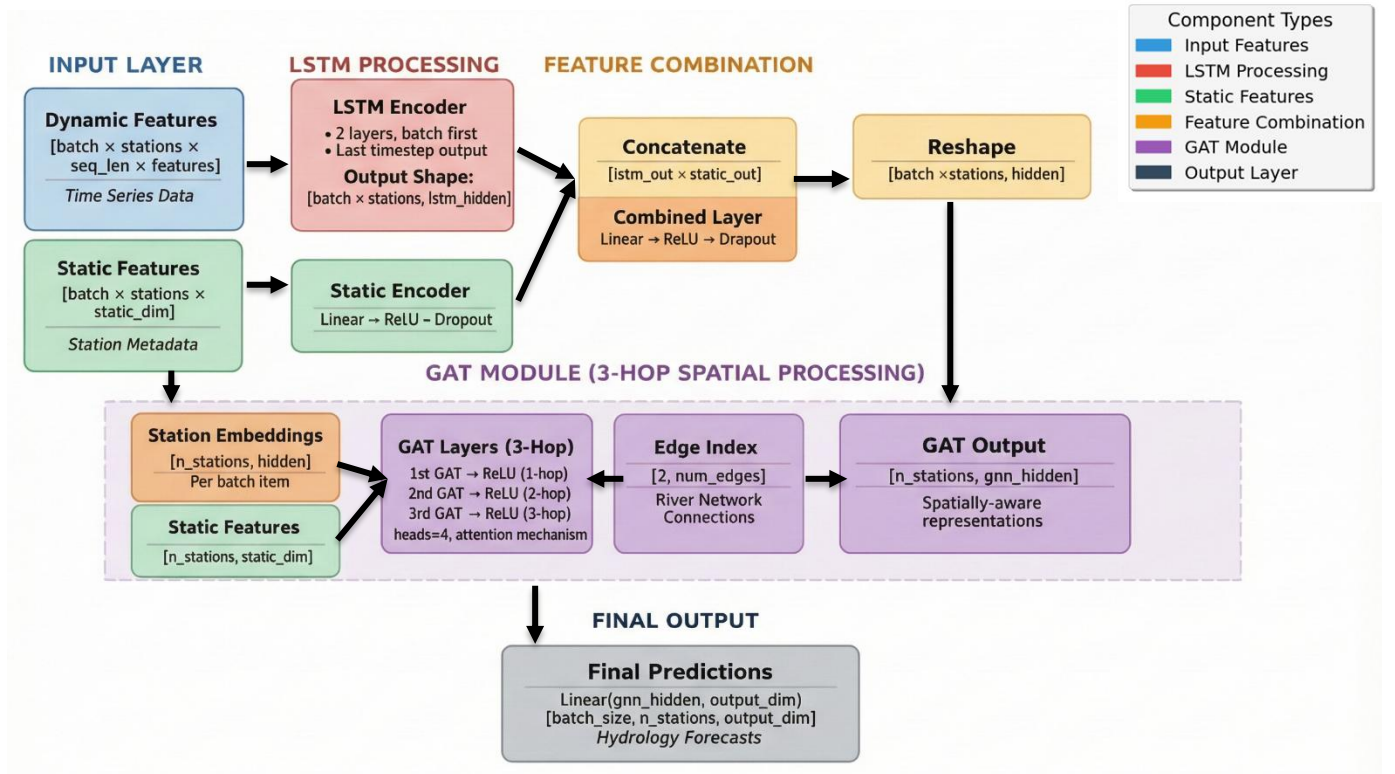 Component Types
Input Features
LSTM Processing
Static Features
Feature Combination
GAT Module
Output Layer
INPUT LAYER
Dynamic Features
[batch × stations ×
seq_len × features]
Time Series Data
Static Features
[batch × stations ×
static_dim]
Station Metadata
LSTM PROCESSING
LSTM Encoder
• 2 layers, batch first
• Last timestep output
Output Shape:
[batch × stations, lstm_hidden]
Static Encoder
Linear → RelU – Dropout
FEATURE COMBINATION
Concatenate
[istm_out × static_out]
Combined Layer
Linear → ReLU → Drapout
Reshape
[batch ×stations, hidden]
GAT MODULE (3-HOP SPATIAL PROCESSING)
Station Embeddings
[n_stations, hidden]
Per batch item
Static Features
[n_stations, static_dim]
GAT Layers (3-Hop)
1st GAT → ReLU (1-hop)
2nd GAT → ReLU (2-hop)
3rd GAT → ReLU (3-hop)
heads=4, attention mechanism
Edge Index
[2, num_edges]
River Network
Connections
GAT Output
[n_stations, gnn_hidden]
Spatially-aware
representations
FINAL OUTPUT
Final Predictions
Linear(gnn_hidden, output_dim)
[batch_size, n_stations, output_dim]
Hydrology Forecasts